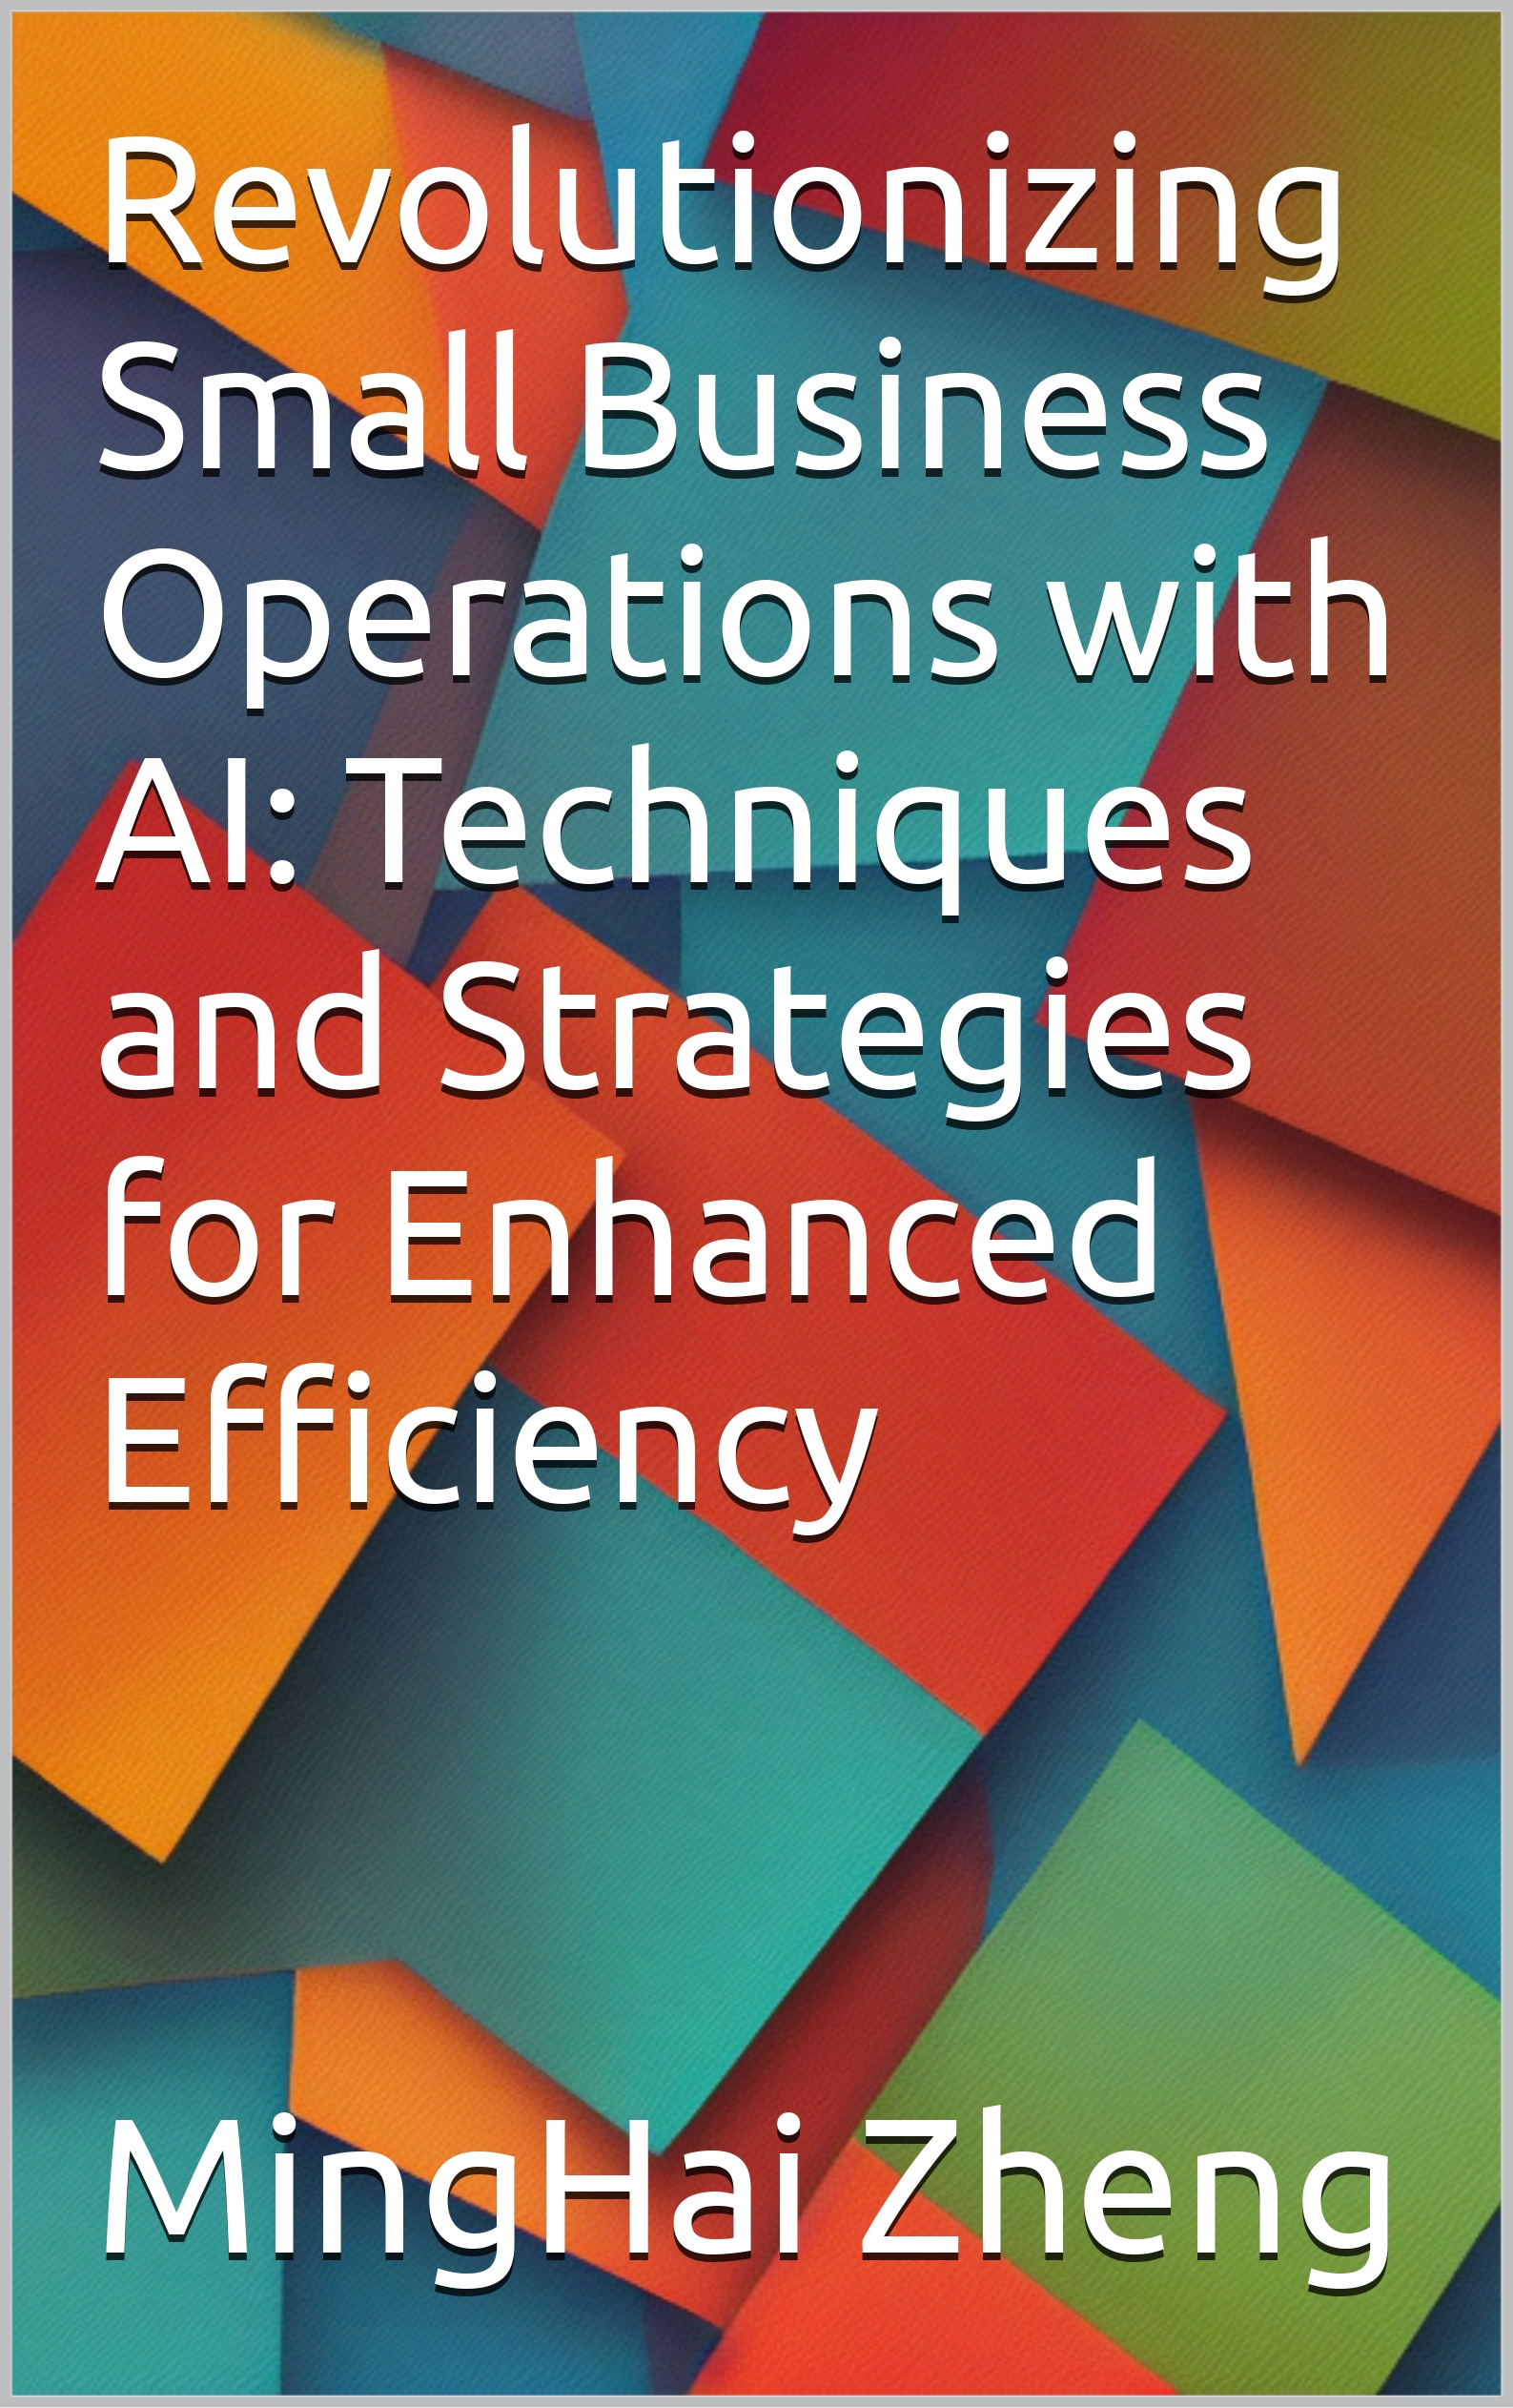 Revolutionizing
Small Business
Operations with
AI: Techniques
and Strategies
for Enhanced
Efficiency
MingHai Zheng